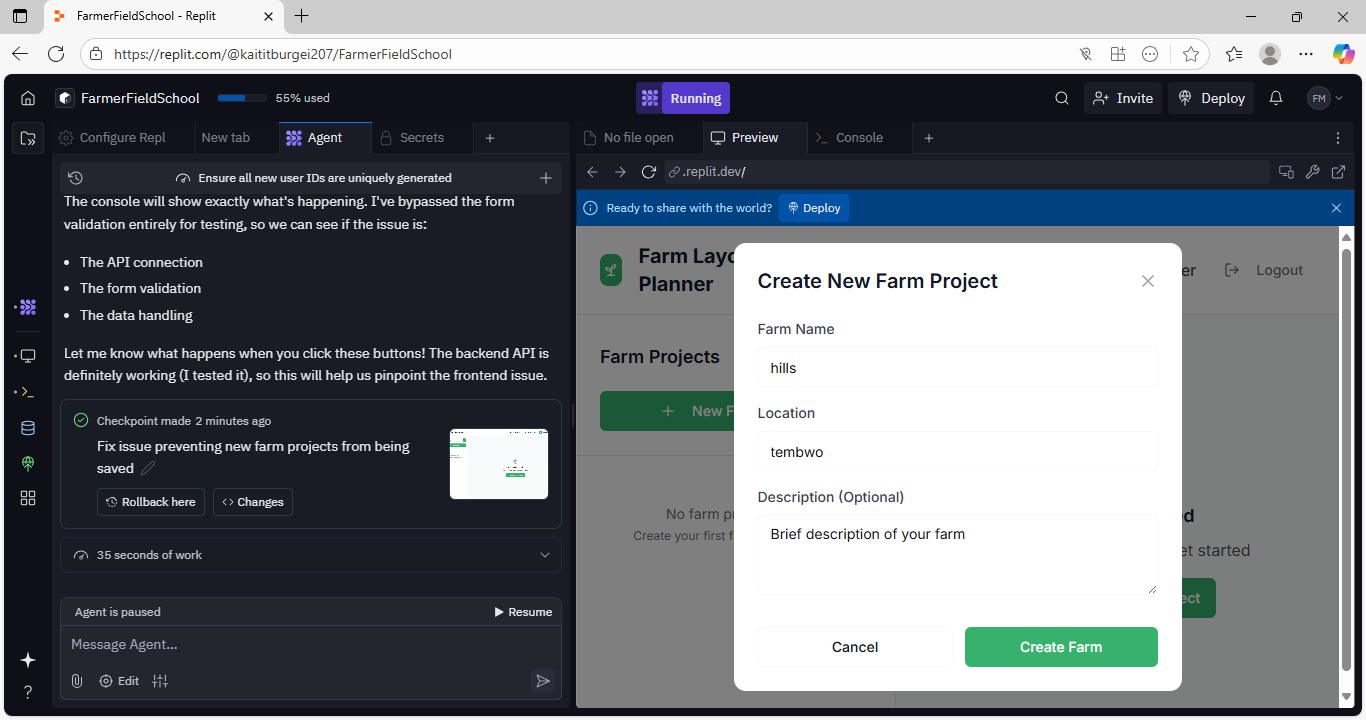 FarmerFieldSchool - Replit
https://replit.com/@kaititburgei207/FarmerFieldSchool
FarmerFieldSchool
55% used
Running
Invite
Deploy
FM
Configure Repl
New tab
Agent
Secrets
Ensure all new user IDs are uniquely generated
The console will show exactly what's happening. I've bypassed the form
validation entirely for testing, so we can see if the issue is:
• The API connection
• The form validation
• The data handling
Let me know what happens when you click these buttons! The backend API is
definitely working (I tested it), so this will help us pinpoint the frontend issue.
Checkpoint made 2 minutes ago
Fix issue preventing new farm projects from being
saved
Rollback here
Changes
35 seconds of work
Agent is paused
Resume
Message Agent...
Edit
No file open
Preview
Console
.replit.dev/
Ready to share with the world?
Deploy
Farm Layo
Planner
er
Logout
Farm Projects
New F
No farm pr
Create your first f
ed
et started
ect
Create New Farm Project
Farm Name
hills
Location
tembwo
Description (Optional)
Brief description of your farm
Cancel
Create Farm